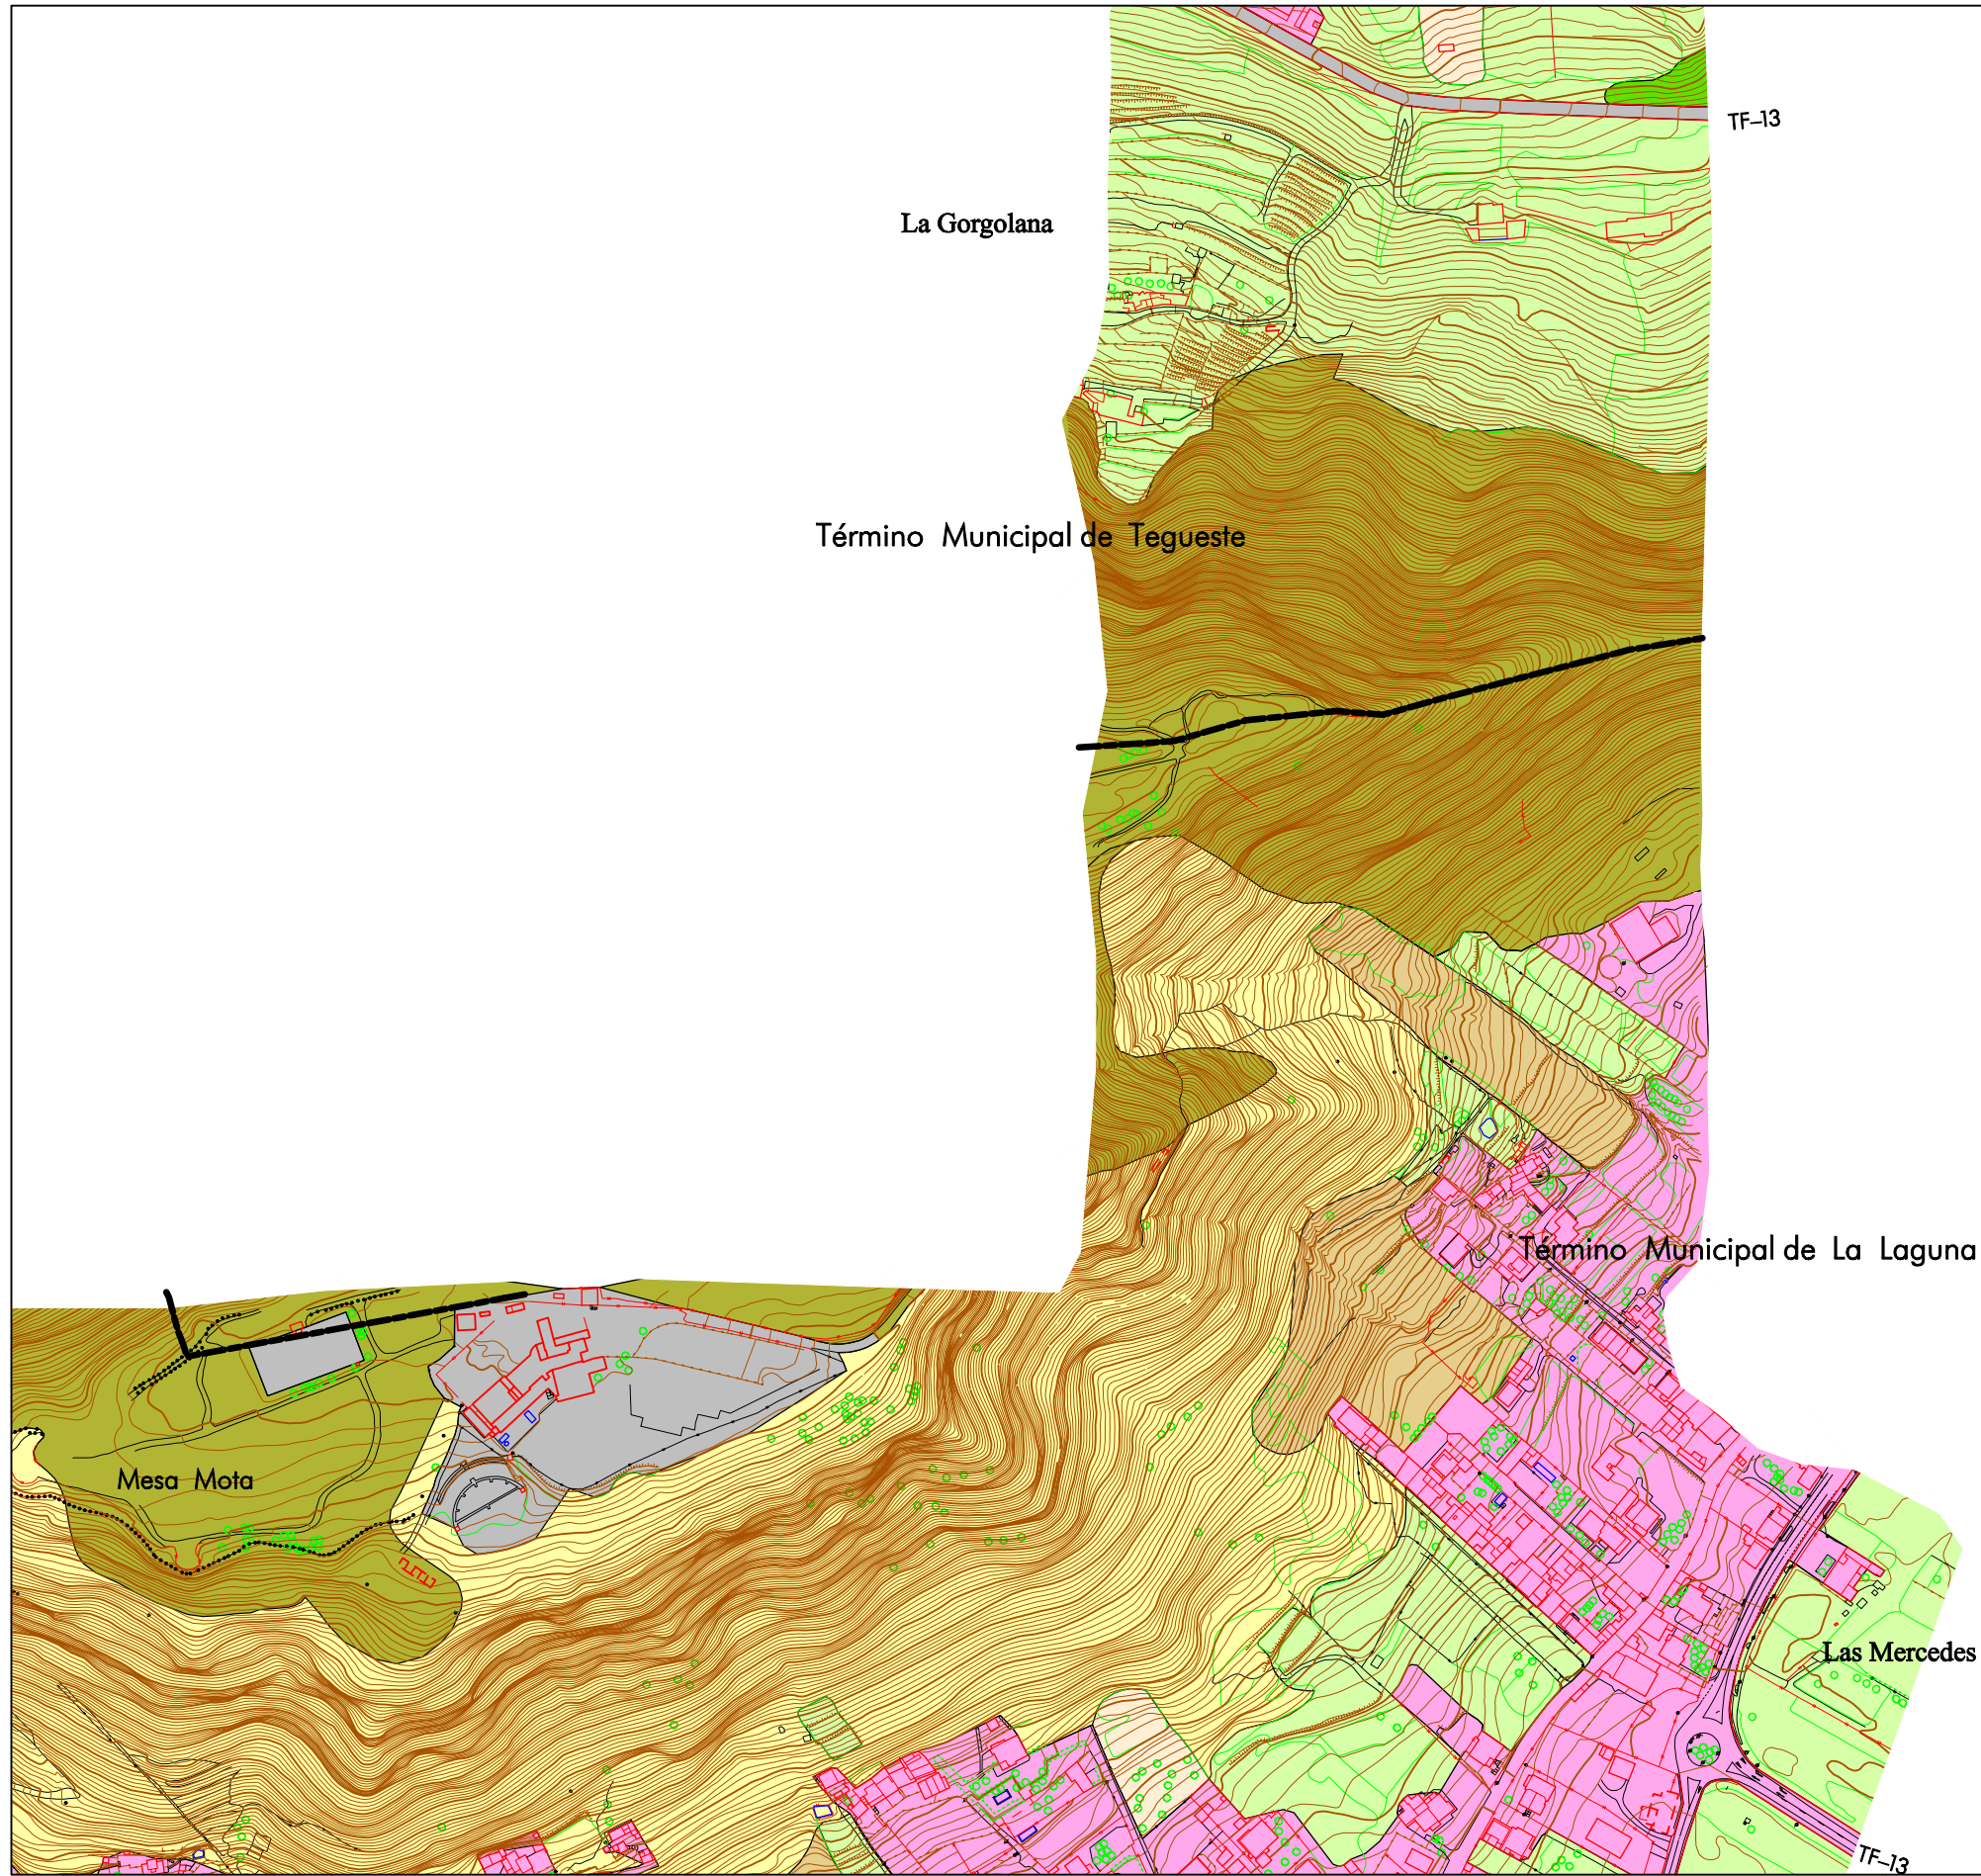 TF-13
La Gorgolana
Término Municipal de Tegueste
Término Municipal de La Laguna
Mesa Mota
Las Mercedes
TF-13